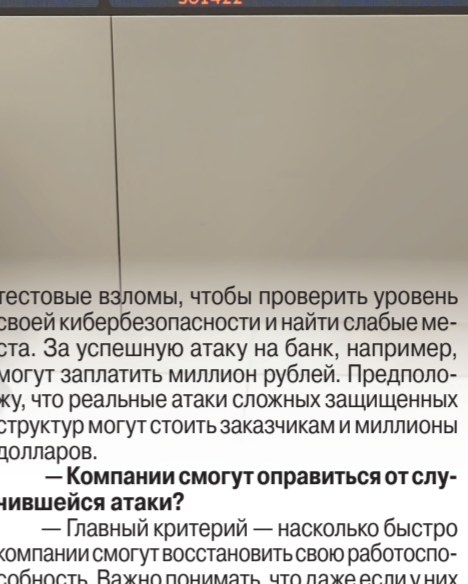 тестовые взломы, чтобы проверить уровень
своей кибербезопасности и найти слабые ме-
ста. За успешную атаку на банк, например,
могут заплатить миллион рублей. Предполо-
жу, что реальные атаки сложных защищенных
структур могут стоить заказчикам и миллионы
долларов.
— Компании смогут оправиться от слу-
чившейся атаки?
— Главный критерий — насколько быстро
компании смогут восстановить свою работоспо-
собность. Важно понимать, что даже если у них